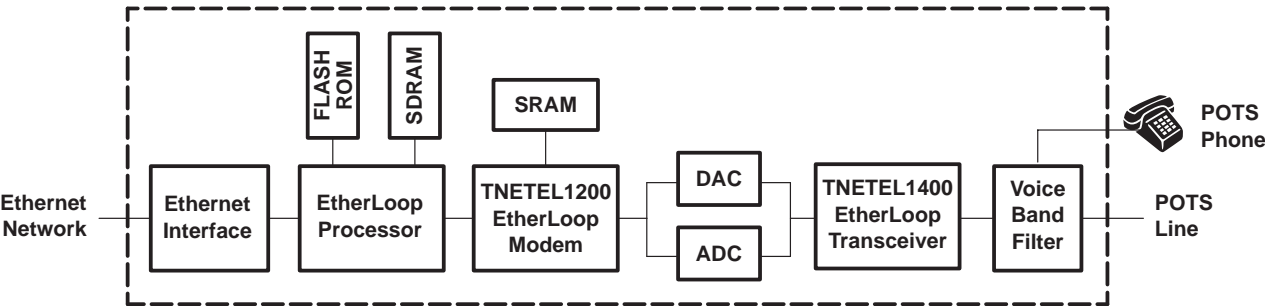 FLASH
ROM
SDRAM
SRAM
POTS
Phone
Ethernet
Network
Ethernet
Interface
EtherLoop
Processor
TNETEL1200
EtherLoop
Modem
DAC
ADC
TNETEL1400
EtherLoop
Transceiver
Voice
Band
Filter
POTS
Line